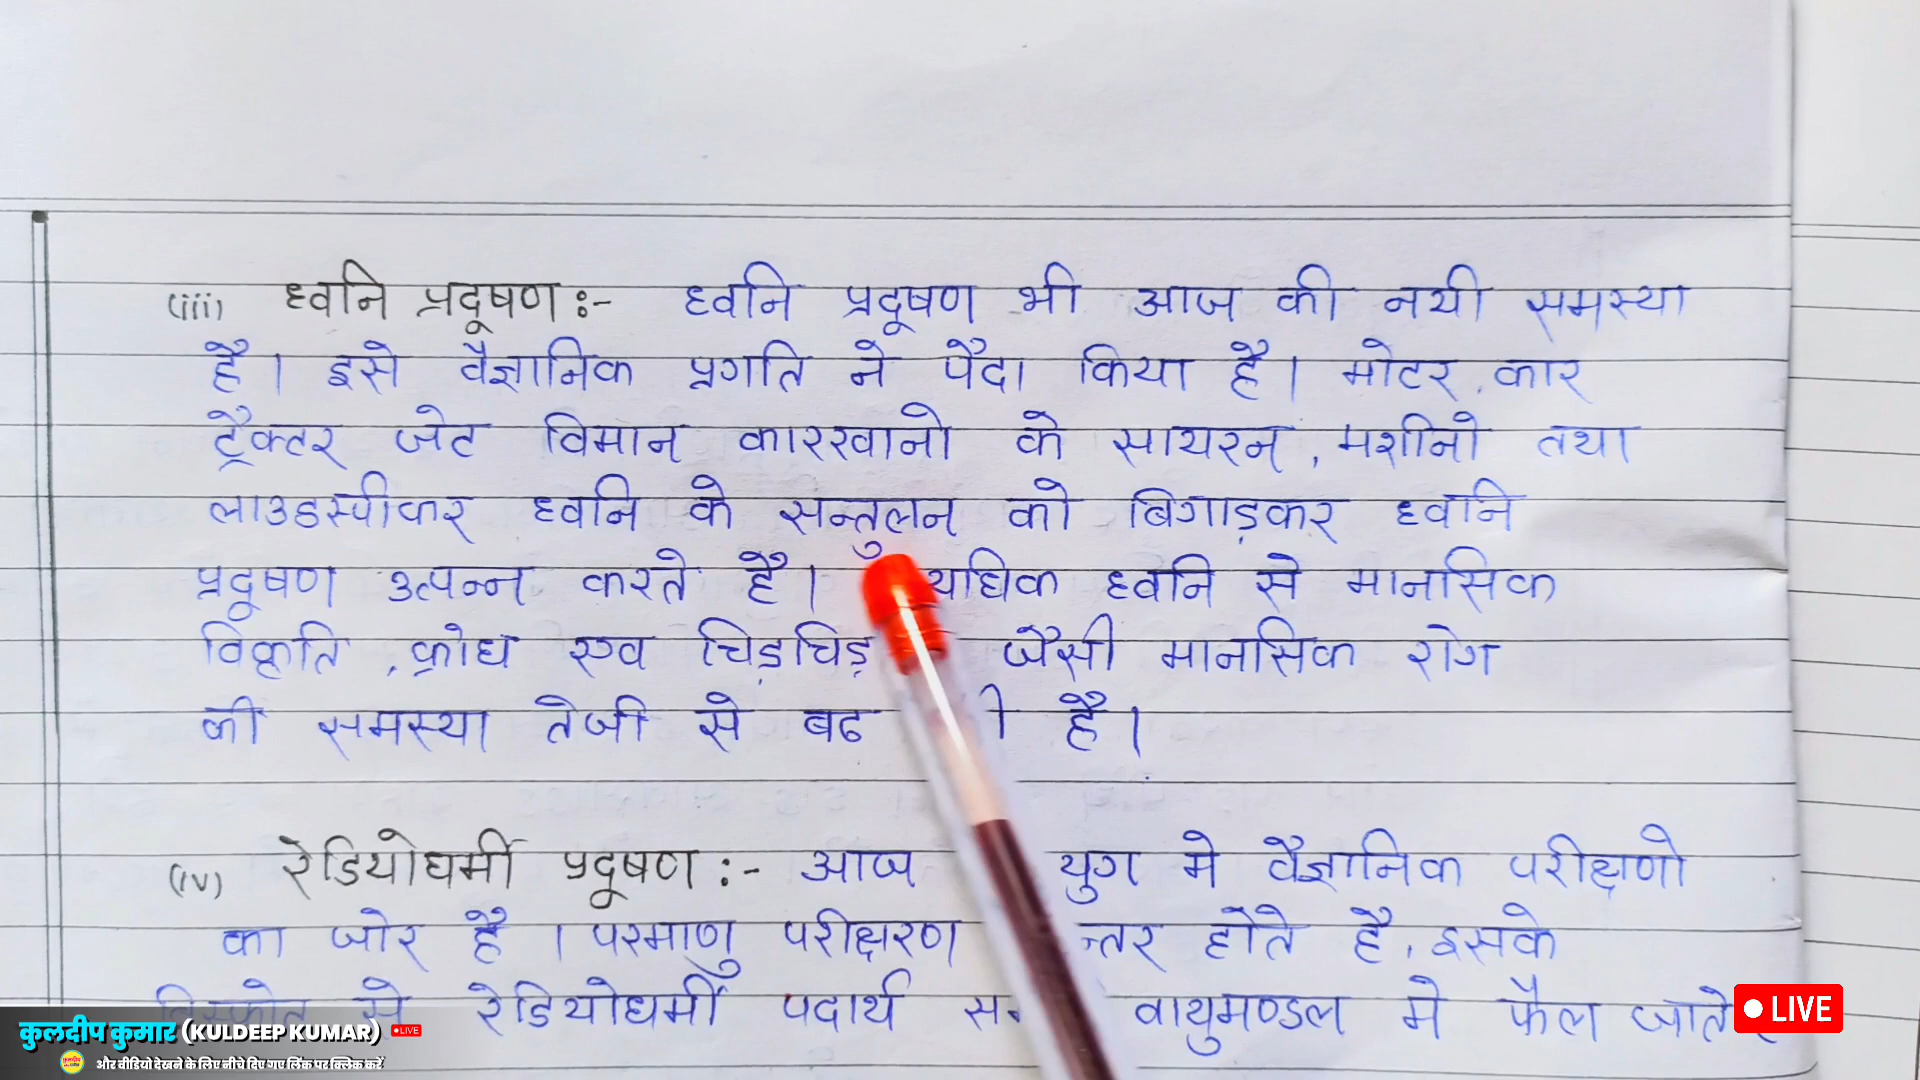 (iii) ध्वनि प्रदूषण :- ध्वनि प्रदूषण भी आज की नयी समस्या
है। इसे वैज्ञानिक प्रगति ने पैदा किया है। मोटर, कार
ट्रैक्टर जेट विमान कारखानो के सायरन, मशीनो तथा
लाउडस्पीकर ध्वनि के सन्तुलन को बिगाड़कर ध्वनि
प्रदूषण उत्पन्न करते है। ध्वनि से मानसिक
विकृति, क्रोध एव जैसी मानसिक रोग
की समस्या तेजी से बढ है।
(iv) रेडियोधर्मी प्रदूषण :- आज युग मे वैज्ञानिक परीक्षणो
का जोर है । परमाणु परीक्षरण होते है, इसके
से रेडियोधर्मी पदार्थ वायुमण्डल मे फैल जाते
कुलदीप कुमार (KULDEEP KUMAR) LIVE
और वीडियो देखने के लिए नीचे दिए गए लिंक पर क्लिक करें
LIVE